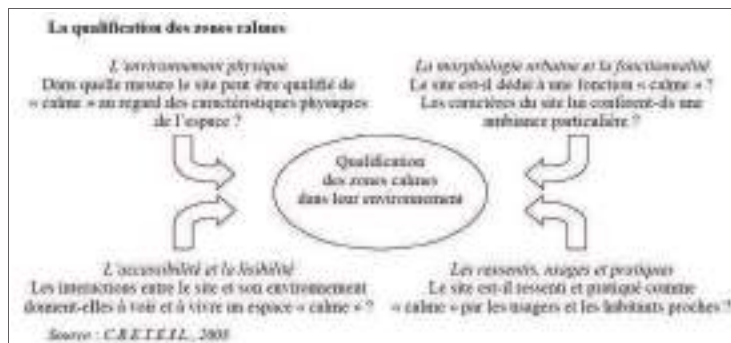 La qualification des zones calmes
L'environnement physique
Dans quelle mesure le site peut être qualifié de
« calme » au regard des caractéristiques physiques
de l'espace ?
La morphologie urbaine et la fonctionnalité
Le site est-il dédié à une fonction « calme » ?
Les caractères du site lui confèrent-ils une
ambiance particulière ?
Qualification
des zones calmes
dans leur environnement
L'accessibilité et la lisibilité
Les interactions entre le site et son environnement
donnent-elles à voir et à vivre un espace « calme » ?
Les ressentis, usages et pratiques
Le site est-il ressenti et pratiqué comme
« calme » par les usagers et les habitants proches ?
Source : C.R.E.T.E.I.L., 2008